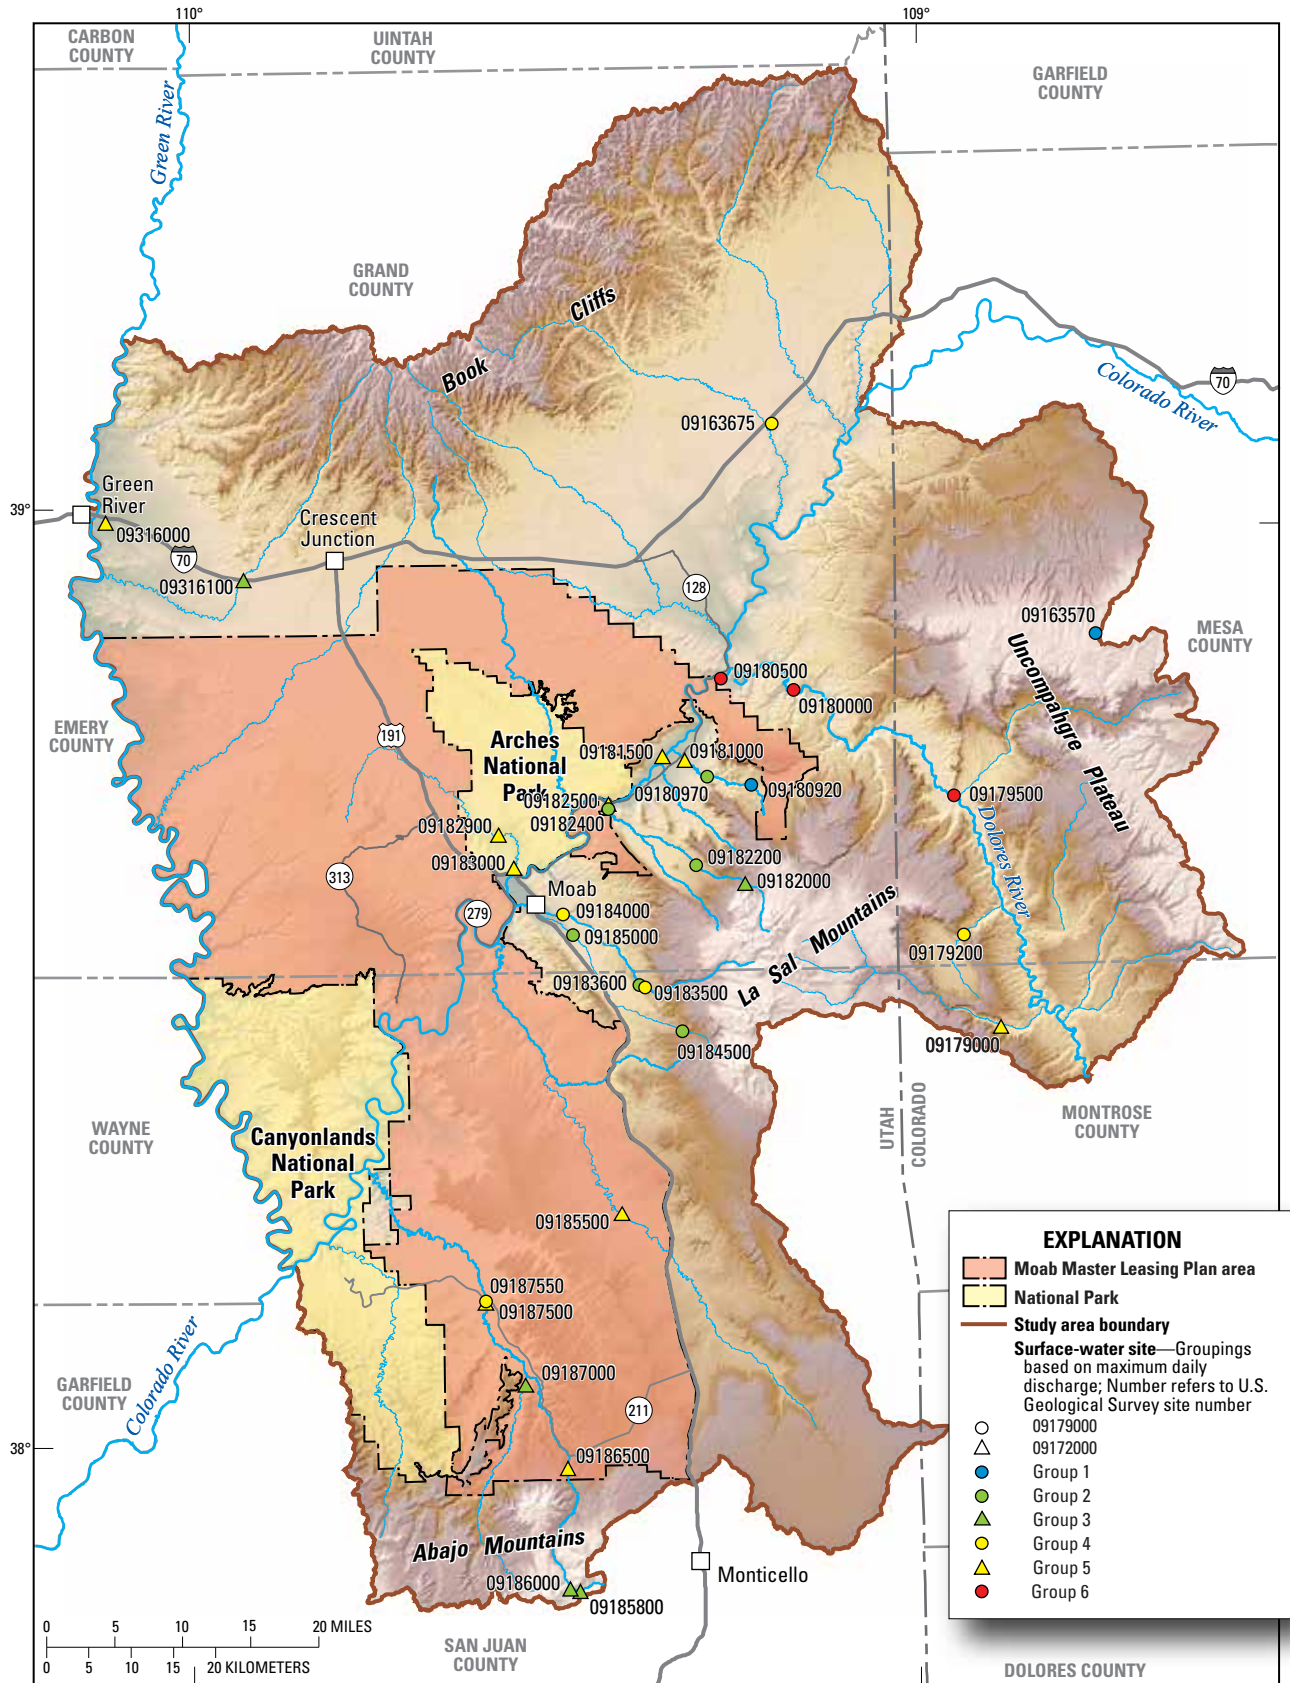 110°
109°
CARBON
COUNTY
UINTAH
COUNTY
GARFIELD
COUNTY
Green River
GRAND
COUNTY
Book Cliffs
70
Colorado River
09163675
39°
Green
River
09316000
Crescent
Junction
70
09316100
128
09163570
MESA
COUNTY
Uncompahgre Plateau
09180500
09180000
EMERY
COUNTY
191
Arches
National
Park
09181500
09181000
09180970
09180920
09179500
09182500
09182400
Dolores River
09182900
09183000
09182200
09182000
313
279
Moab
09184000
09185000
La Sal Mountains
09179200
09183600
09183500
09184500
09179000
UTAH
COLORADO
MONTROSE
COUNTY
WAYNE
COUNTY
Canyonlands
National
Park
09185500
09187550
09187500
Colorado River
GARFIELD
COUNTY
09187000
211
38°
09186500
Abajo Mountains
09186000
09185800
Monticello
SAN JUAN
COUNTY
DOLORES COUNTY
EXPLANATION
Moab Master Leasing Plan area
National Park
Study area boundary
Surface-water site—Groupings
based on maximum daily
discharge; Number refers to U.S.
Geological Survey site number
09179000
09172000
Group 1
Group 2
Group 3
Group 4
Group 5
Group 6
0 5 10 15 20 MILES
0 5 10 15 20 KILOMETERS